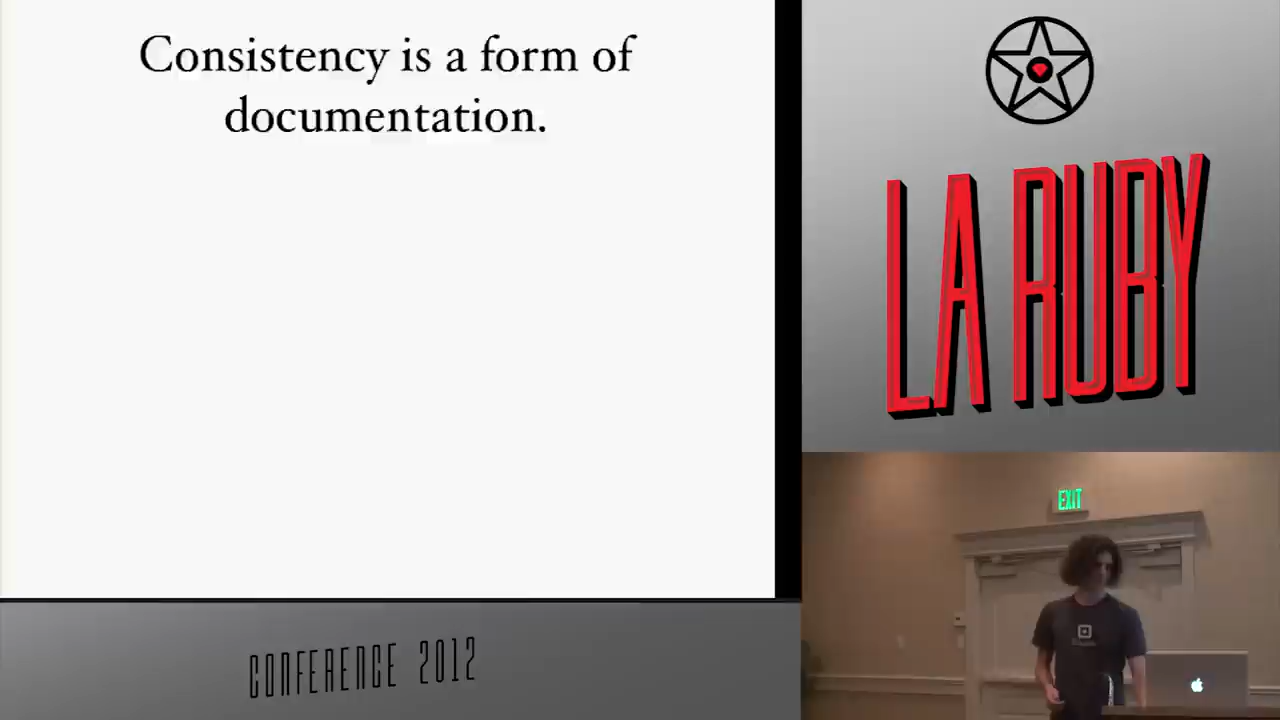 Consistency is a form of
documentation.
LA RUBY
EXIT
CONFERENCE 2012